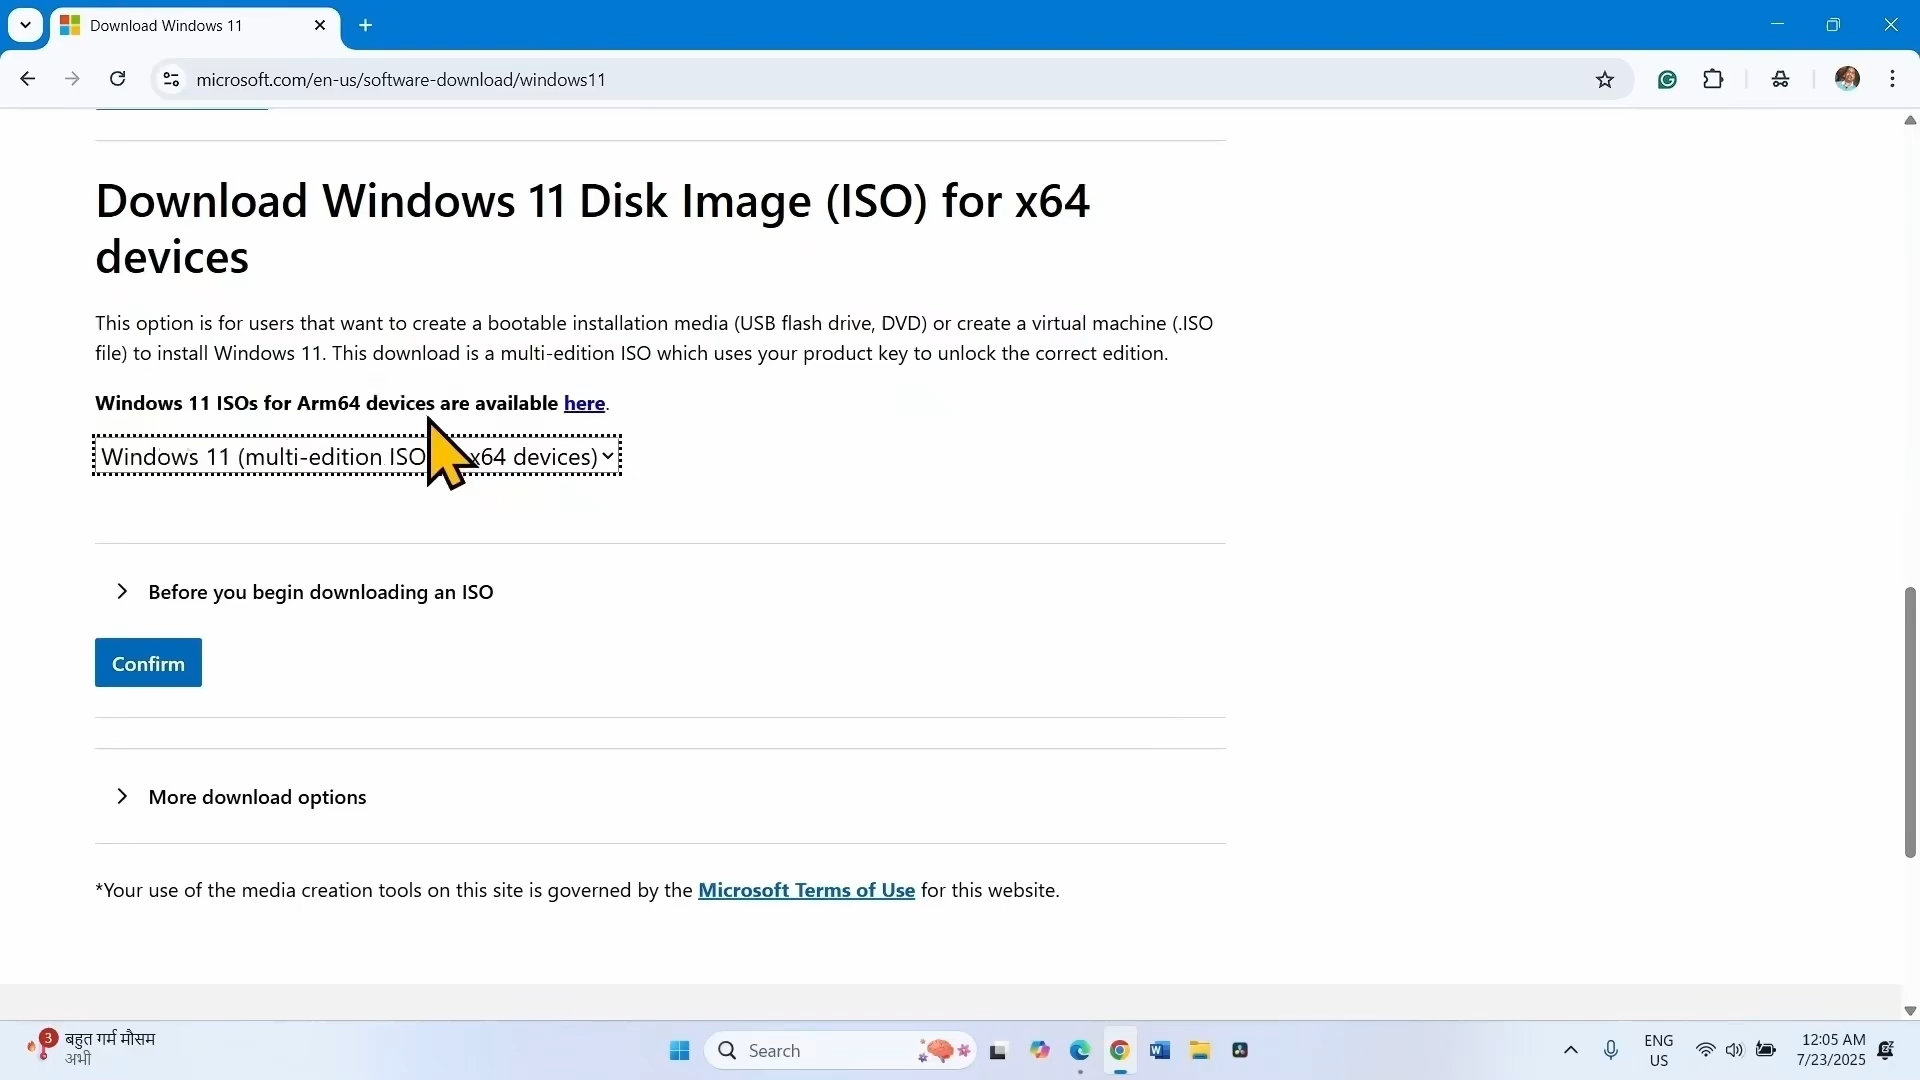 Download Windows 11
microsoft.com/en-us/software-download/windows11
Download Windows 11 Disk Image (ISO) for x64
devices
This option is for users that want to create a bootable installation media (USB flash drive, DVD) or create a virtual machine (.ISO
file) to install Windows 11. This download is a multi-edition ISO which uses your product key to unlock the correct edition.
Windows 11 ISOs for Arm64 devices are available here.
Windows 11 (multi-edition ISO x64 devices)
Before you begin downloading an ISO
Confirm
More download options
*Your use of the media creation tools on this site is governed by the Microsoft Terms of Use for this website.
3
बहुत गर्म मौसम
अभी
Search
ENG
US
12:05 AM
7/23/2025